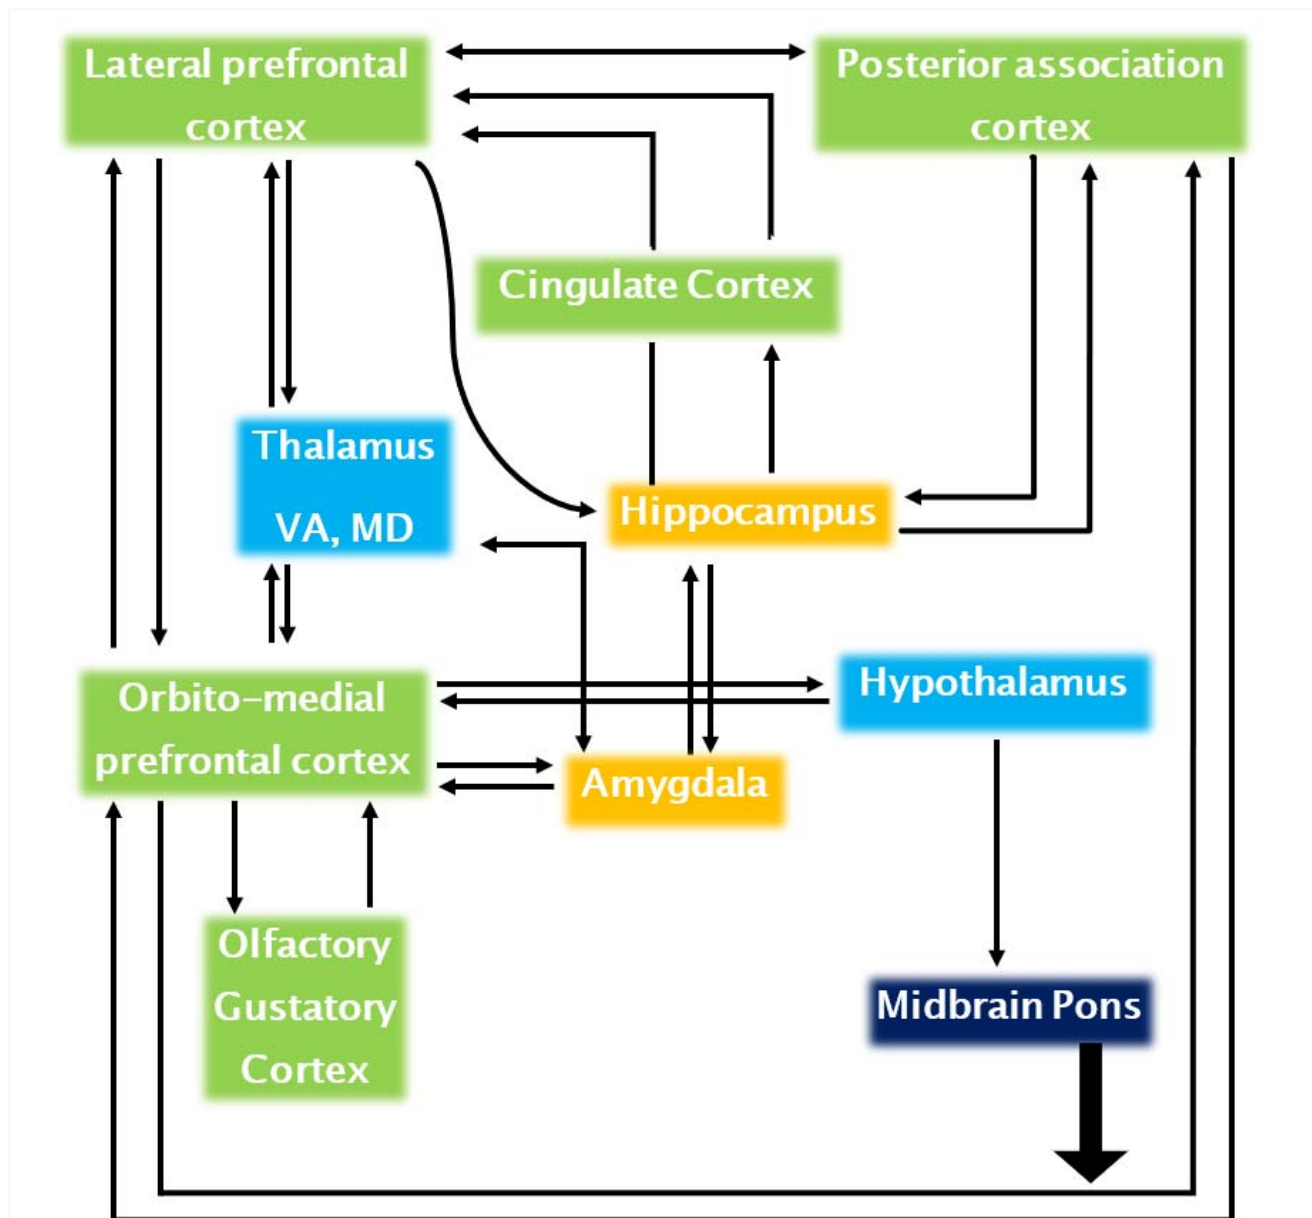 Lateral prefrontal
cortex
Posterior association
cortex
Cingulate Cortex
Thalamus
VA, MD
Hippocampus
Orbito-medial
prefrontal cortex
Hypothalamus
Amygdala
Olfactory
Gustatory
Cortex
Midbrain Pons